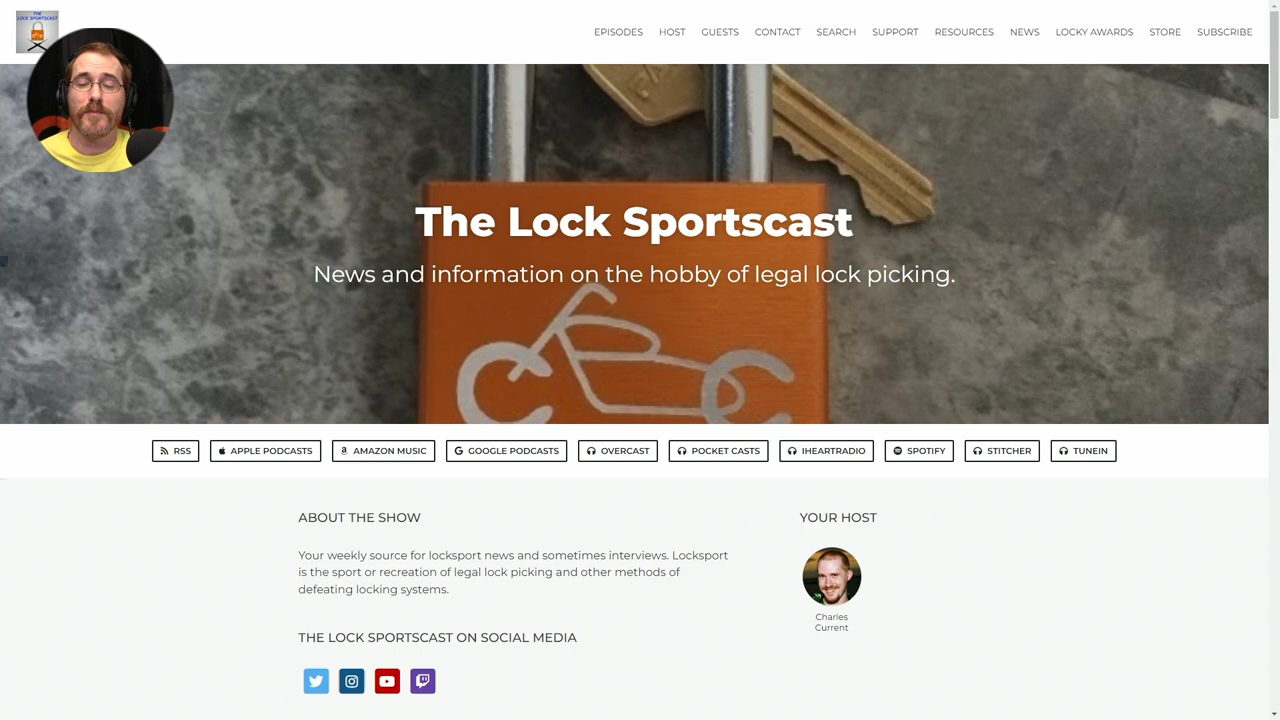 THE
LOCK SPORTSCAST
EPISODES HOST GUESTS CONTACT SEARCH SUPPORT RESOURCES NEWS LOCKY AWARDS STORE SUBSCRIBE
The Lock Sportscast
News and information on the hobby of legal lock picking.
RSS APPLE PODCASTS AMAZON MUSIC GOOGLE PODCASTS OVERCAST POCKET CASTS IHEARTRADIO SPOTIFY STITCHER TUNEIN
ABOUT THE SHOW
Your weekly source for locksport news and sometimes interviews. Locksport
is the sport or recreation of legal lock picking and other methods of
defeating locking systems.
THE LOCK SPORTSCAST ON SOCIAL MEDIA
YOUR HOST
Charles
Current